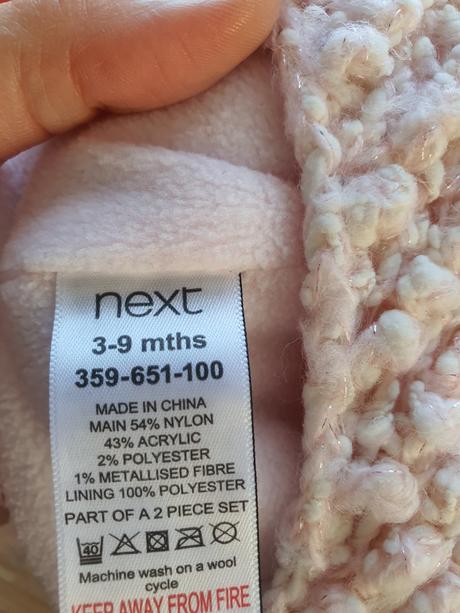 next
3-9 mths
359-651-100
MADE IN CHINA
MAIN 54% NYLON
43% ACRYLIC
2% POLYESTER
1% METALLISED FIBRE
LINING 100% POLYESTER
PART OF A 2 PIECE SET
40
Machine wash on a wool
cycle
KEEP AWAY FROM FIRE